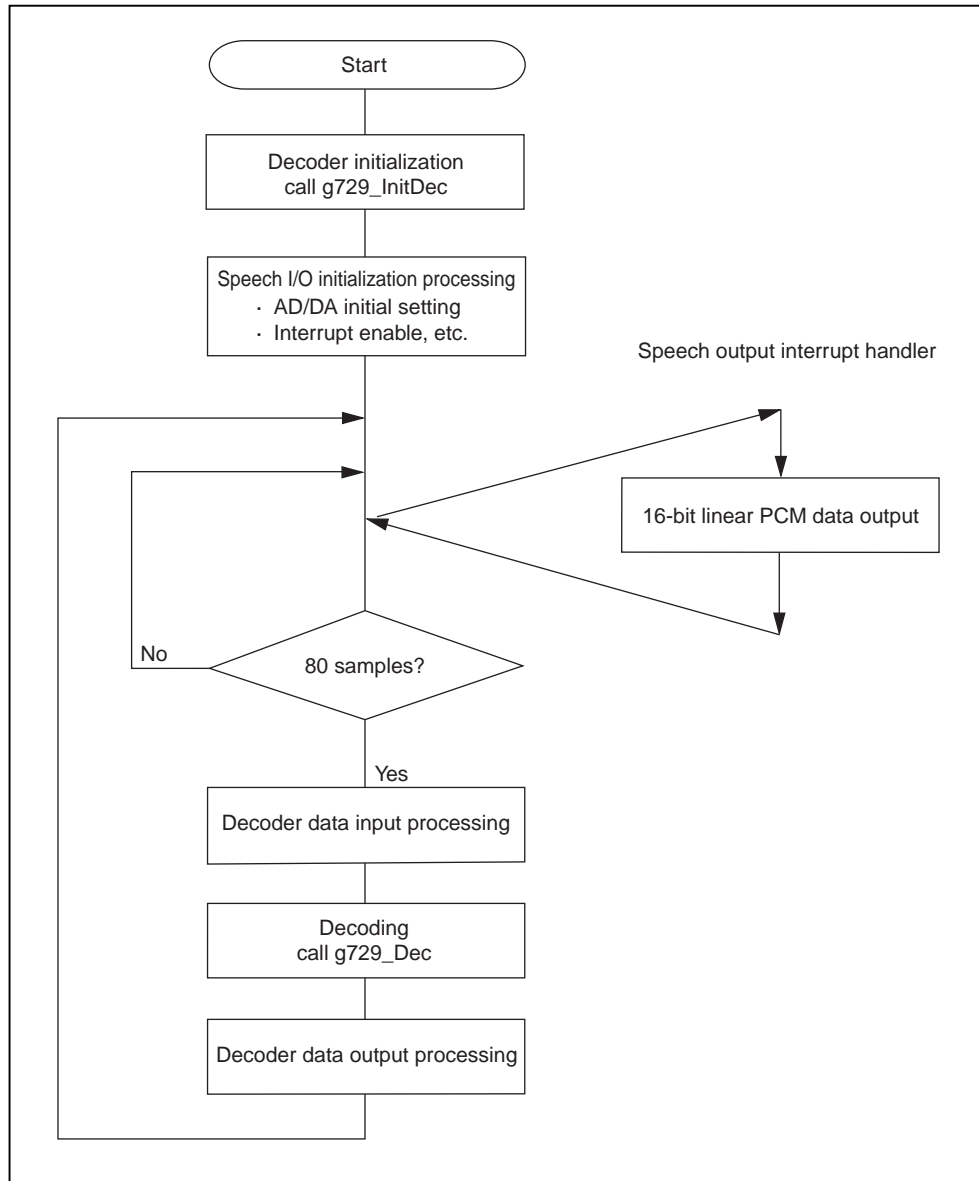 Start
Decoder initialization
call g729_InitDec
Speech I/O initialization processing
· AD/DA initial setting
· Interrupt enable, etc.
Speech output interrupt handler
16-bit linear PCM data output
No
80 samples?
Yes
Decoder data input processing
Decoding
call g729_Dec
Decoder data output processing